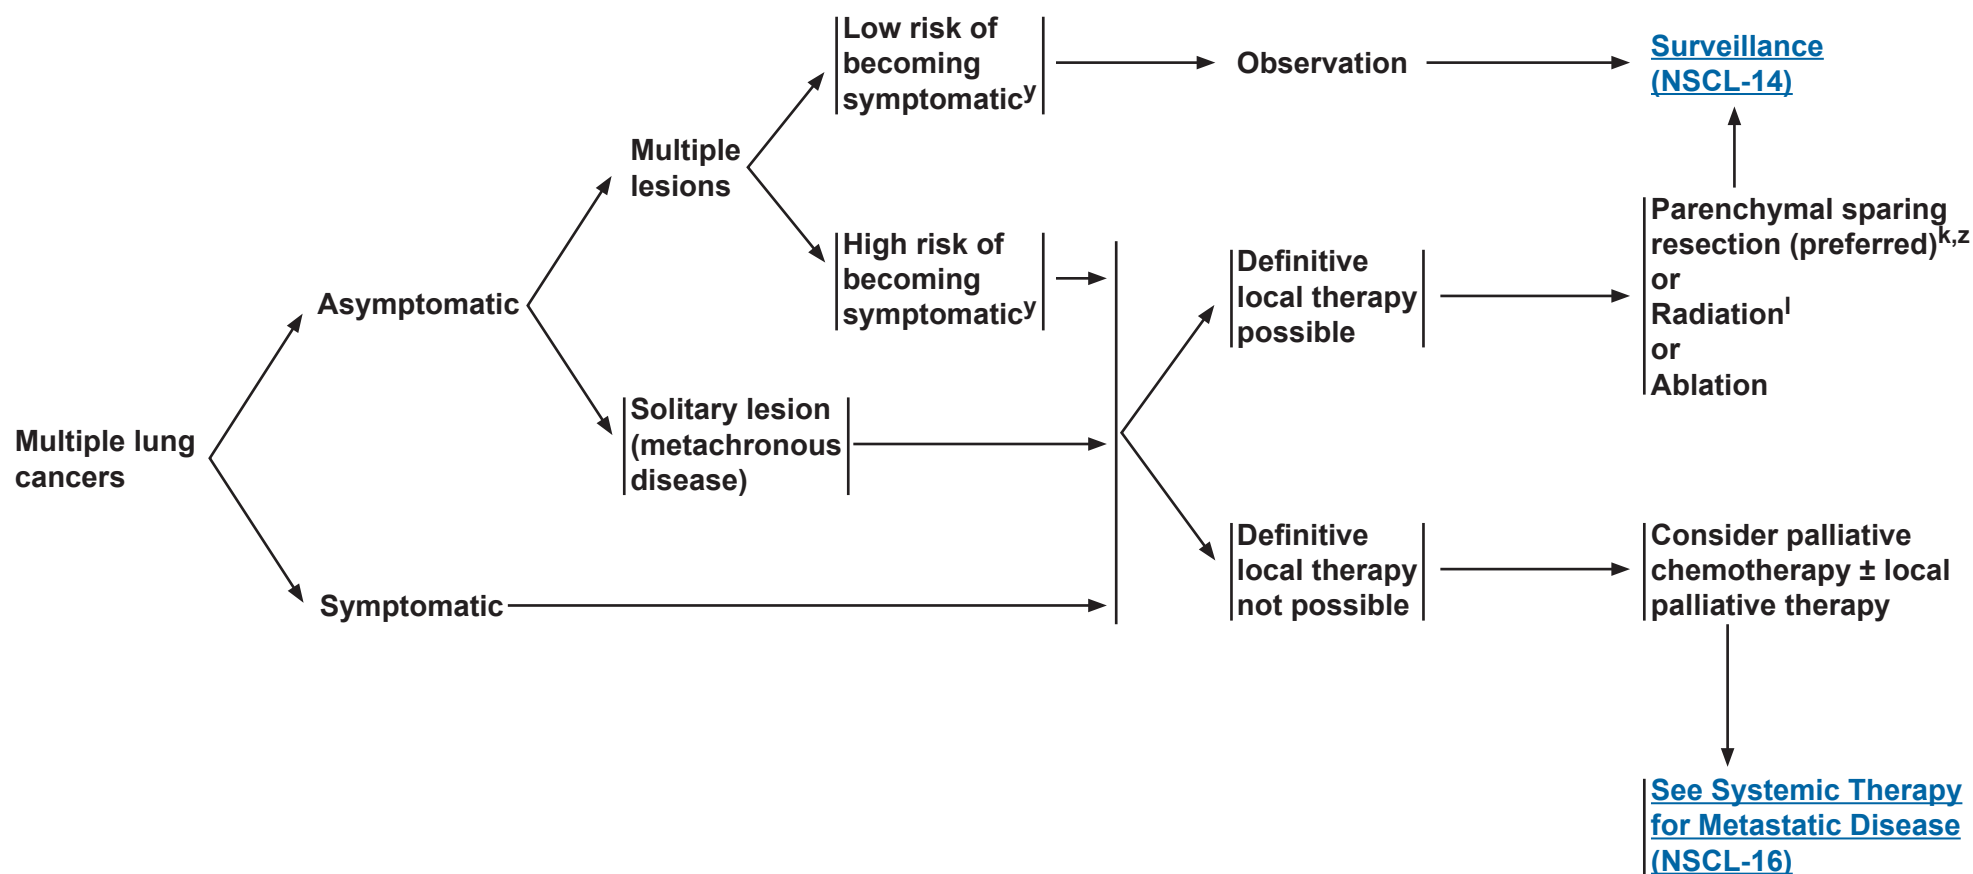 Multiple lung
cancers
Asymptomatic
Symptomatic
Multiple
lesions
Solitary lesion
(metachronous
disease)
Low risk of
becoming
symptomaticʸ
High risk of
becoming
symptomaticʸ
Observation
Definitive
local therapy
possible
Definitive
local therapy
not possible
Surveillance
(NSCL-14)
Parenchymal sparing
resection (preferred)ᵏ,ᶻ
or
Radiationˡ
or
Ablation
Consider palliative
chemotherapy ± local
palliative therapy
See Systemic Therapy
for Metastatic Disease
(NSCL-16)